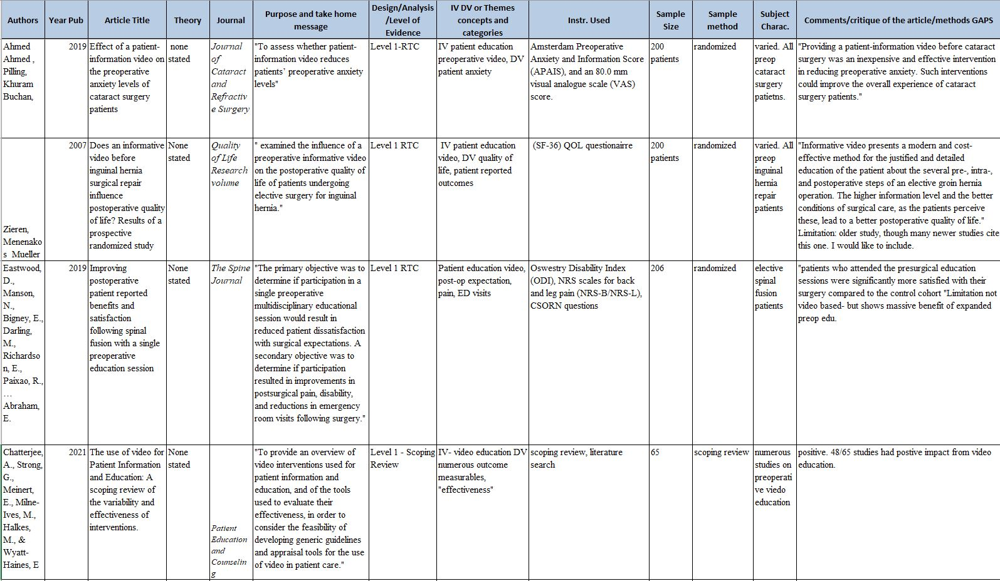 Authors
Year Pub
Article Title
Theory
Journal
Purpose and take home
message
Design/Analysis
/Level of
Evidence
IV DV or Themes
concepts and
categories
Instr. Used
Sample
Size
Sample
method
Subject
Charac.
Comments/critique of the article/methods GAPS
Ahmed
Ahmed ,
Pilling,
Khuram
Buchan,
2019
Effect of a patient-
information video on
the preoperative
anxiety levels of
cataract surgery
patients
none
stated
Journal
of
Cataract
and
Refractiv
e Surgery
"To assess whether patient-
information video reduces
patients’ preoperative anxiety
levels"
Level 1-RTC
IV patient education
preoperative video, DV
patient anxiety
Amsterdam Preoperative
Anxiety and Information Score
(APAIS), and an 80.0 mm
visual analogue scale (VAS)
score.
200
patients
randomized
varied. All
preop
cataract
surgery
patietns.
"Providing a patient-information video before cataract
surgery was an inexpensive and effective intervention
in reducing preoperative anxiety. Such interventions
could improve the overall experience of cataract
surgery patients."
Zieren,
Menenako
s Mueller
2007
Does an informative
video before
inguinal hernia
surgical repair
influence
postoperative quality
of life? Results of a
prospective
randomized study
None
stated
Quality
of Life
Research
volume
" examined the influence of a
preoperative informative video
on the postoperative quality of
life of patients undergoing
elective surgery for inguinal
hernia."
Level 1 RTC
IV patient education
video, DV quality of
life, patient reported
outcomes
(SF-36) QOL questionairre
200
patients
randomized
varied. All
preop
inguinal
hernia
repair
patients
"Informative video presents a modern and cost-
effective method for the justified and detailed
education of the patient about the several pre-, intra-,
and postoperative steps of an elective groin hernia
operation. The higher information level and the better
conditions of surgical care, as the patients perceive
these, lead to a better postoperative quality of life."
Limitation: older study, though many newer studies cite
this one. I would like to include.
Eastwood,
D.,
Manson,
N.,
Bigney, E.,
Darling,
M.,
Richardso
n, E.,
Paixao, R.,
…
Abraham,
E.
2019
Improving
postoperative
patient reported
benefits and
satisfaction
following spinal
fusion with a single
preoperative
education session
None
stated
The Spine
Journal
"The primary objective was to
determine if participation in a
single preoperative
multidisciplinary educational
session would result in
reduced patient dissatisfaction
with surgical expectations. A
secondary objective was to
determine if participation
resulted in improvements in
postsurgical pain, disability,
and reductions in emergency
room visits following surgery."
Level 1 RTC
Patient education video,
post-op expectation,
pain, ED visits
Oswestry Disability Index
(ODI), NRS scales for back
and leg pain (NRS-B/NRS-L),
CSORN questions
206
randomized
elective
spinal
fusion
patients
"patients who attended the presurgical education
sessions were significantly more satisfied with their
surgery compared to the control cohort "Limitation not
video based- but shows massive benefit of expanded
preop edu.
Chatterjee,
A., Strong,
G.,
Meinert,
E., Milne-
Ives, M.,
Halkes,
M., &
Wyatt-
Haines, E
2021
The use of video for
Patient Information
and Education: A
scoping review of
the variability and
effectiveness of
interventions.
None
stated
Patient
Education
and
Counselin
g
"To provide an overview of
video interventions used for
patient information and
education, and of the tools
used to evaluate their
effectiveness, in order to
consider the feasibility of
developing generic guidelines
and appraisal tools for the use
of video in patient care."
Level 1 - Scoping
Review
IV- video education DV
numerous outcome
measurables,
"effectiveness"
scoping review, literature
search
65
scoping review
numerous
studies on
preoperati
ve viedo
education
positive. 48/65 studies had postive impact from video
education.